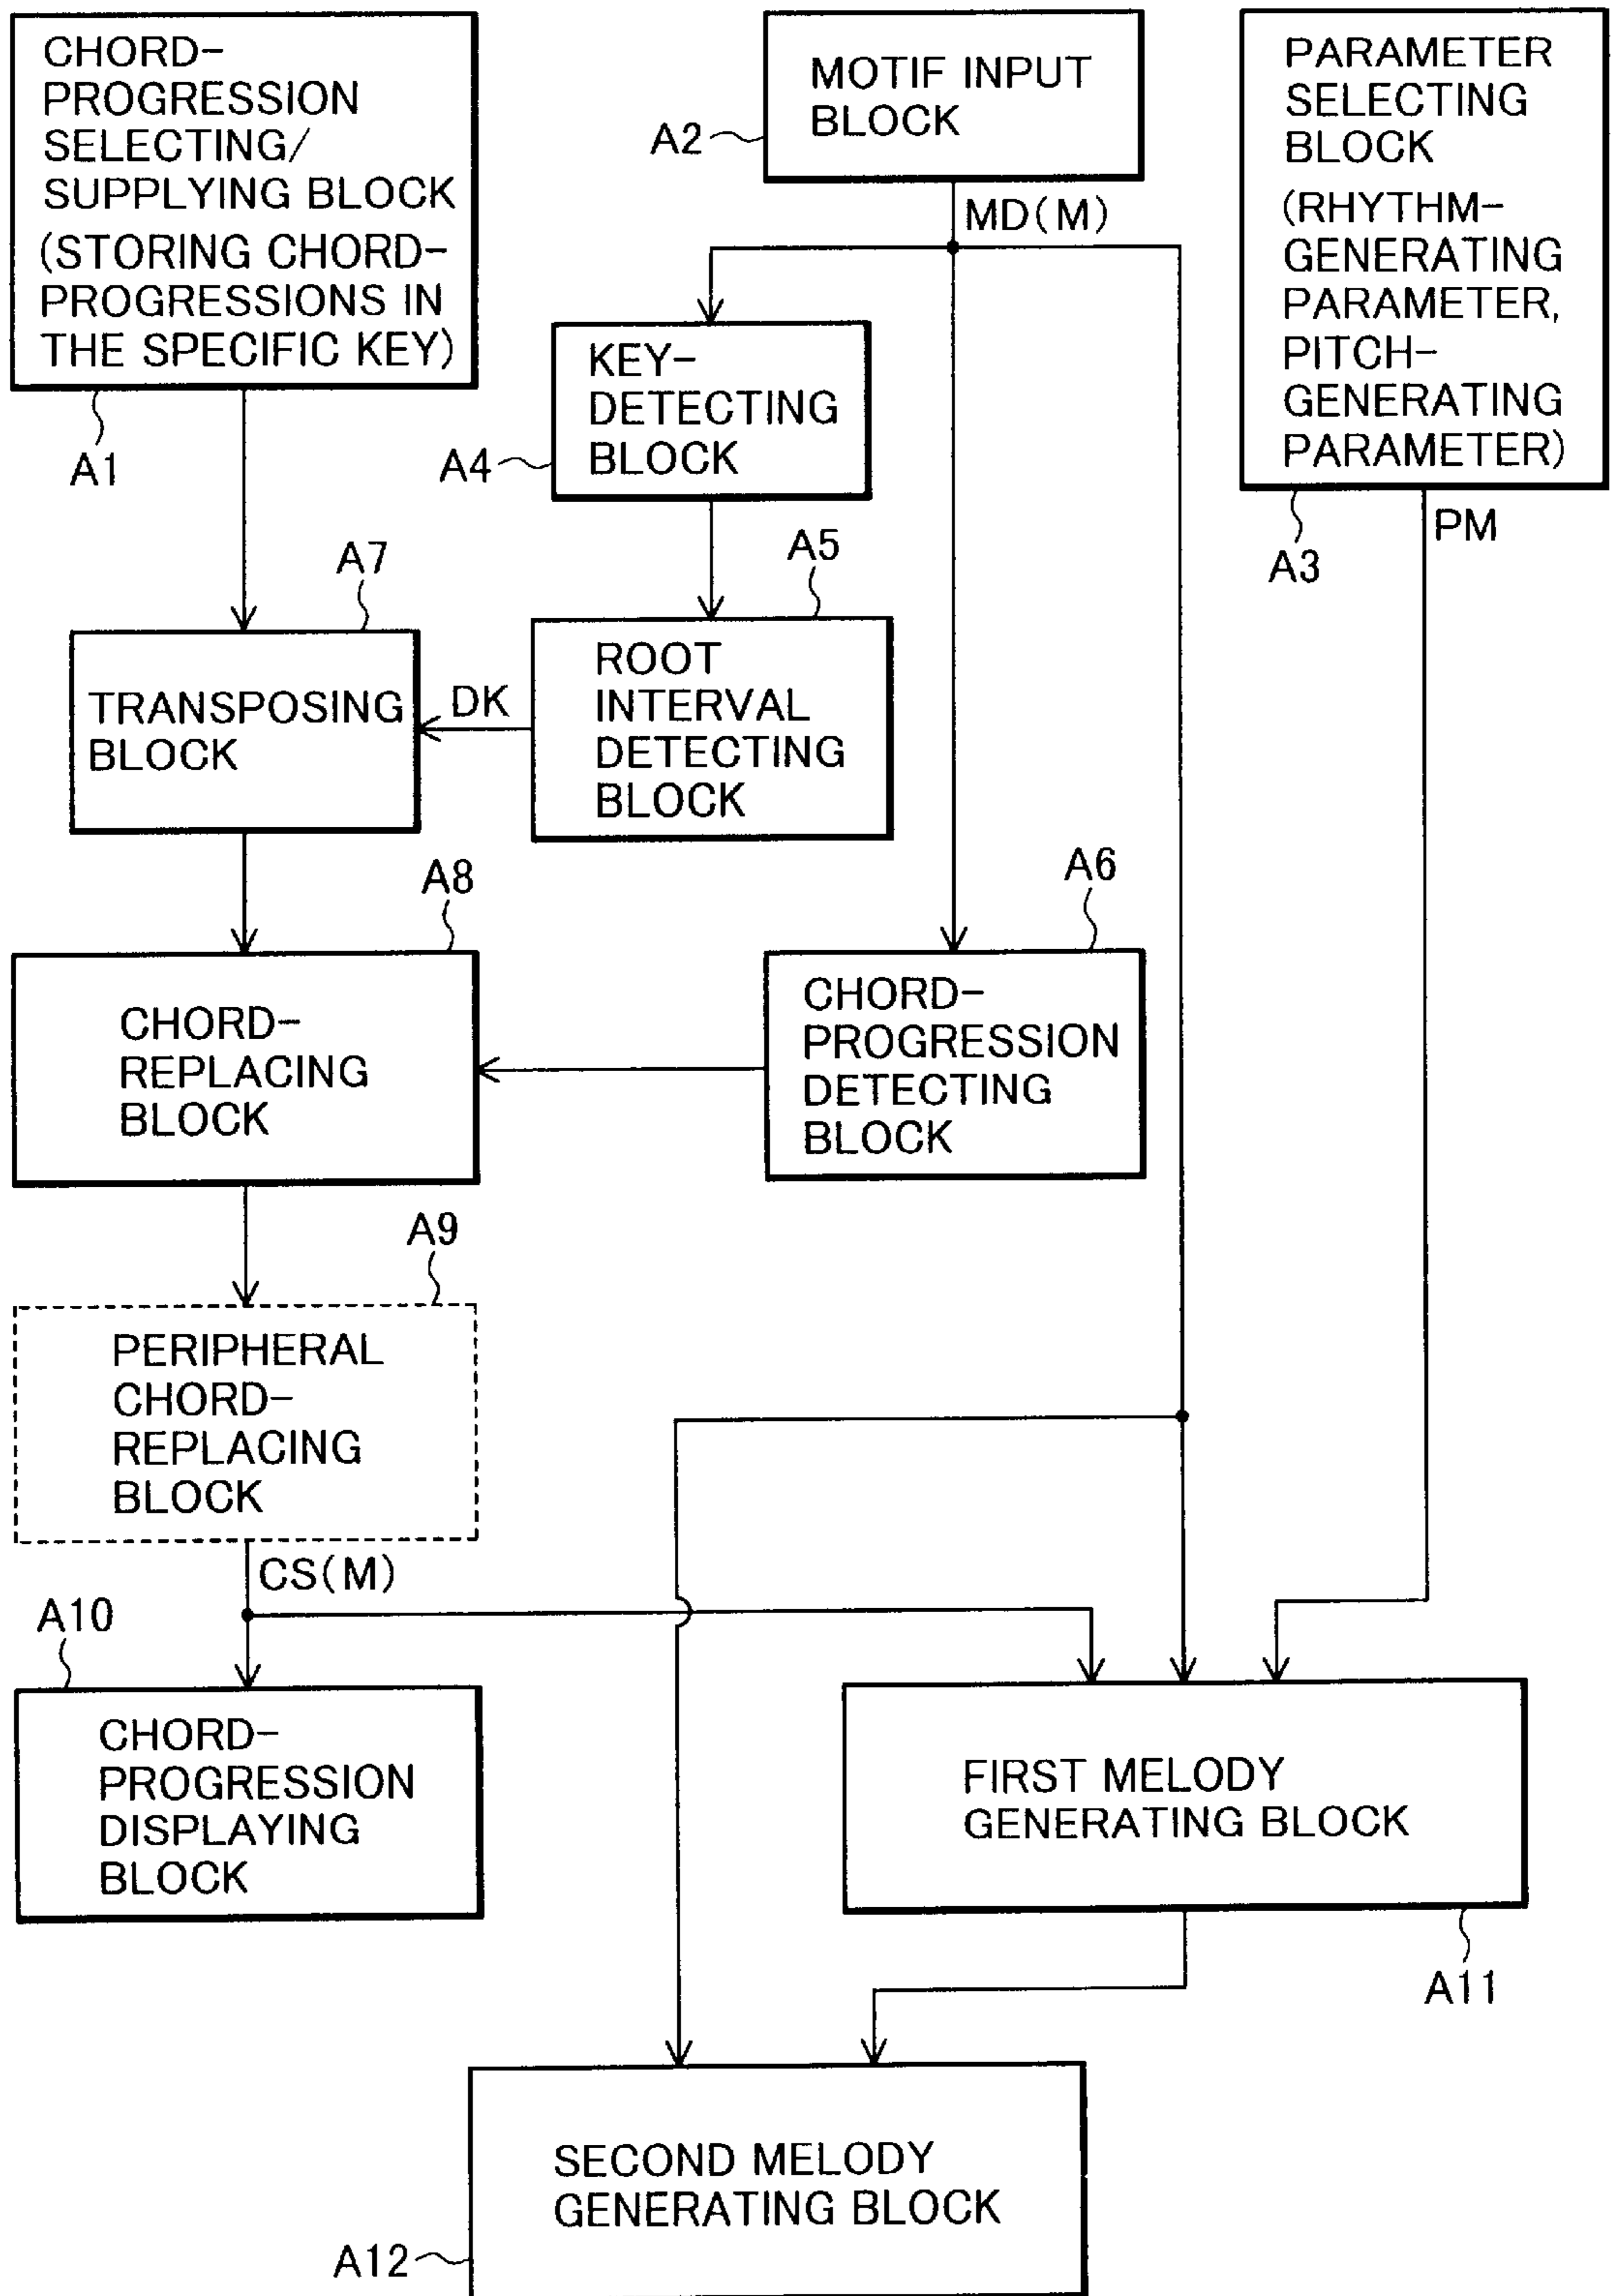 CHORD-
PROGRESSION
SELECTING/
SUPPLYING BLOCK
(STORING CHORD-
PROGRESSIONS IN
THE SPECIFIC KEY)
A1
MOTIF INPUT
BLOCK
A2
MD(M)
PARAMETER
SELECTING
BLOCK
(RHYTHM-
GENERATING
PARAMETER,
PITCH-
GENERATING
PARAMETER)
A3
PM
KEY-
DETECTING
BLOCK
A4
A5
ROOT
INTERVAL
DETECTING
BLOCK
DK
A7
TRANSPOSING
BLOCK
A8
CHORD-
REPLACING
BLOCK
A6
CHORD-
PROGRESSION
DETECTING
BLOCK
A9
PERIPHERAL
CHORD-
REPLACING
BLOCK
CS(M)
A10
CHORD-
PROGRESSION
DISPLAYING
BLOCK
FIRST MELODY
GENERATING BLOCK
A11
SECOND MELODY
GENERATING BLOCK
A12